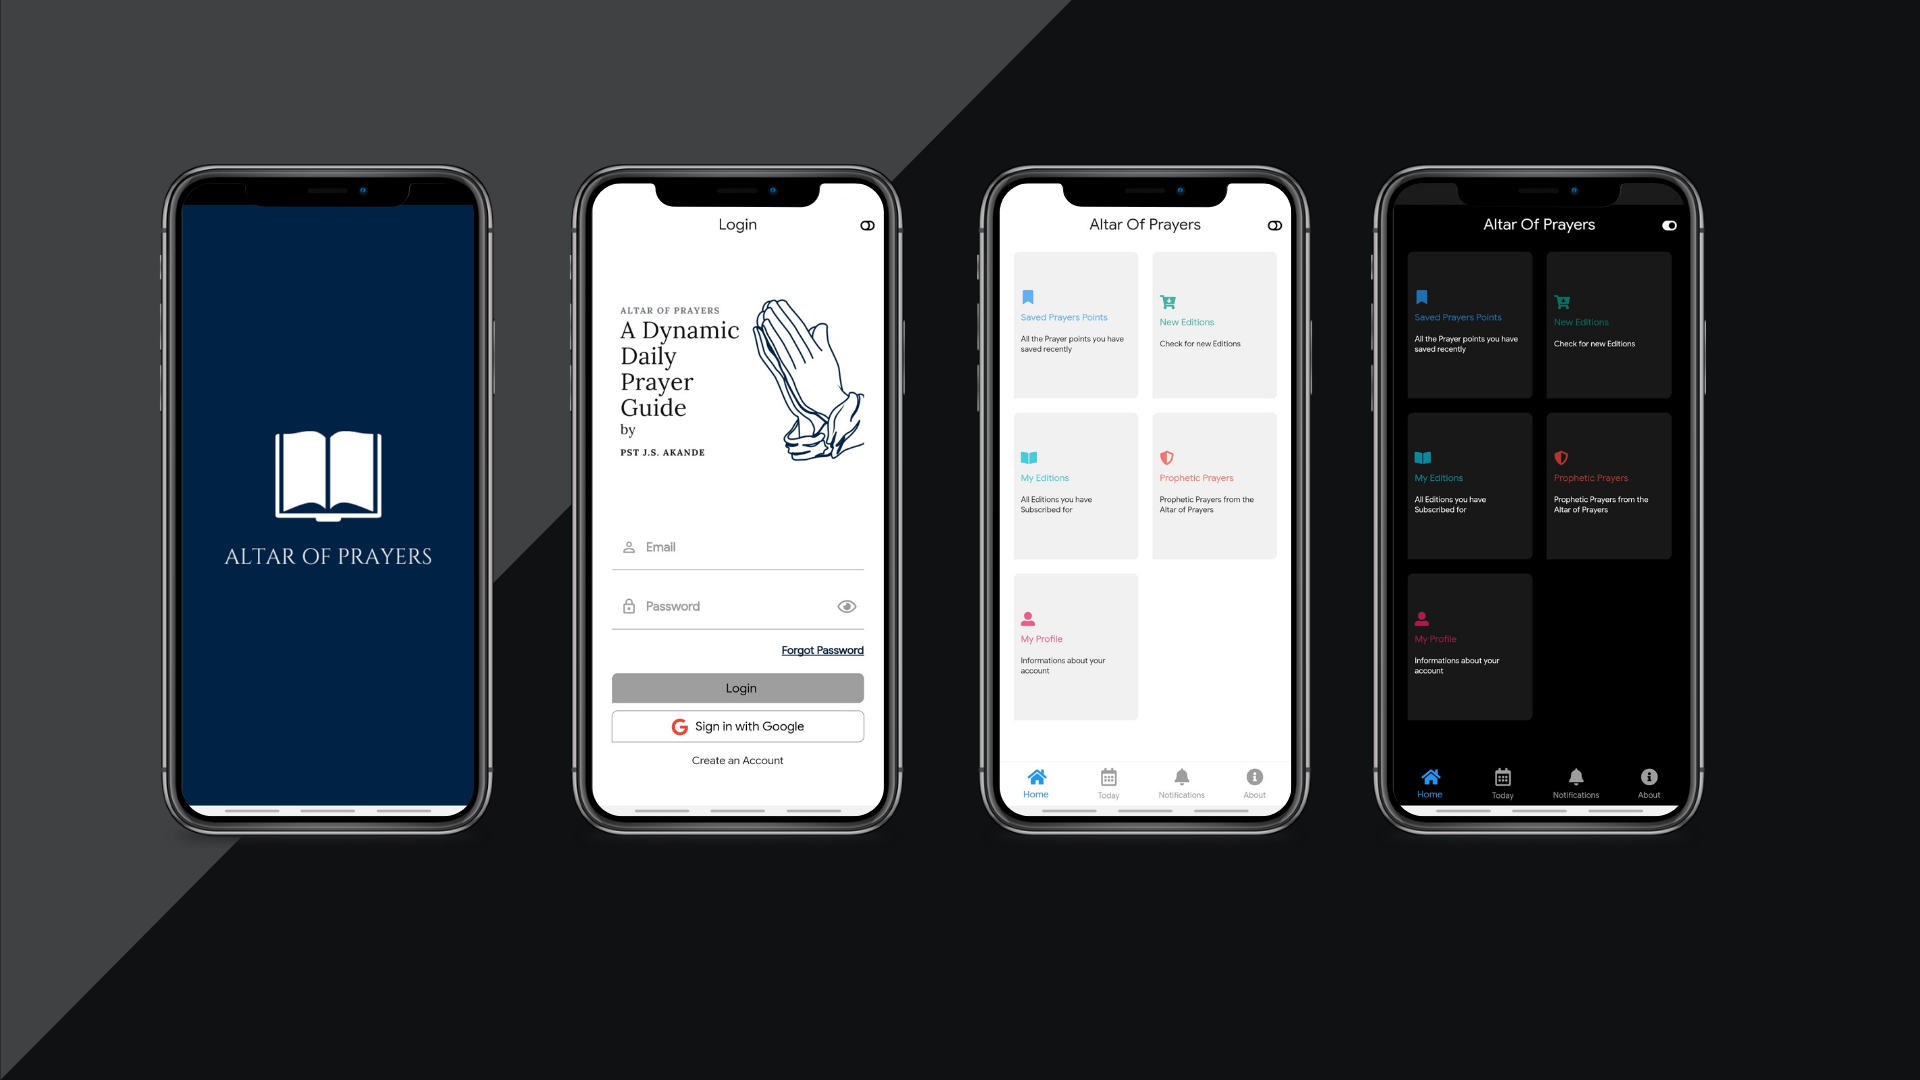 ALTAR OF PRAYERS
Login
ALTAR OF PRAYERS
A Dynamic
Daily
Prayer
Guide
by
PST J.S. AKANDE
Email
Password
Forgot Password
Login
Sign in with Google
Create an Account
Altar Of Prayers
Saved Prayers Points
All the Prayer points you have
saved recently
New Editions
Check for new Editions
My Editions
All Editions you have
Subscribed for
Prophetic Prayers
Prophetic Prayers from the
Altar of Prayers
My Profile
Informations about your
account
Home
Today
Notifications
About
Altar Of Prayers
Saved Prayers Points
All the Prayer points you have
saved recently
New Editions
Check for new Editions
My Editions
All Editions you have
Subscribed for
Prophetic Prayers
Prophetic Prayers from the
Altar of Prayers
My Profile
Informations about your
account
Home
Today
Notifications
About